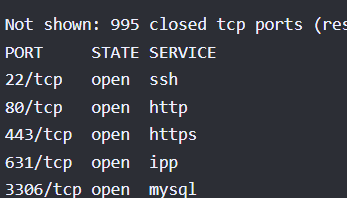 Not shown: 995 closed tcp ports (res
PORT     STATE SERVICE
22/tcp   open  ssh
80/tcp   open  http
443/tcp  open  https
631/tcp  open  ipp
3306/tcp open  mysql